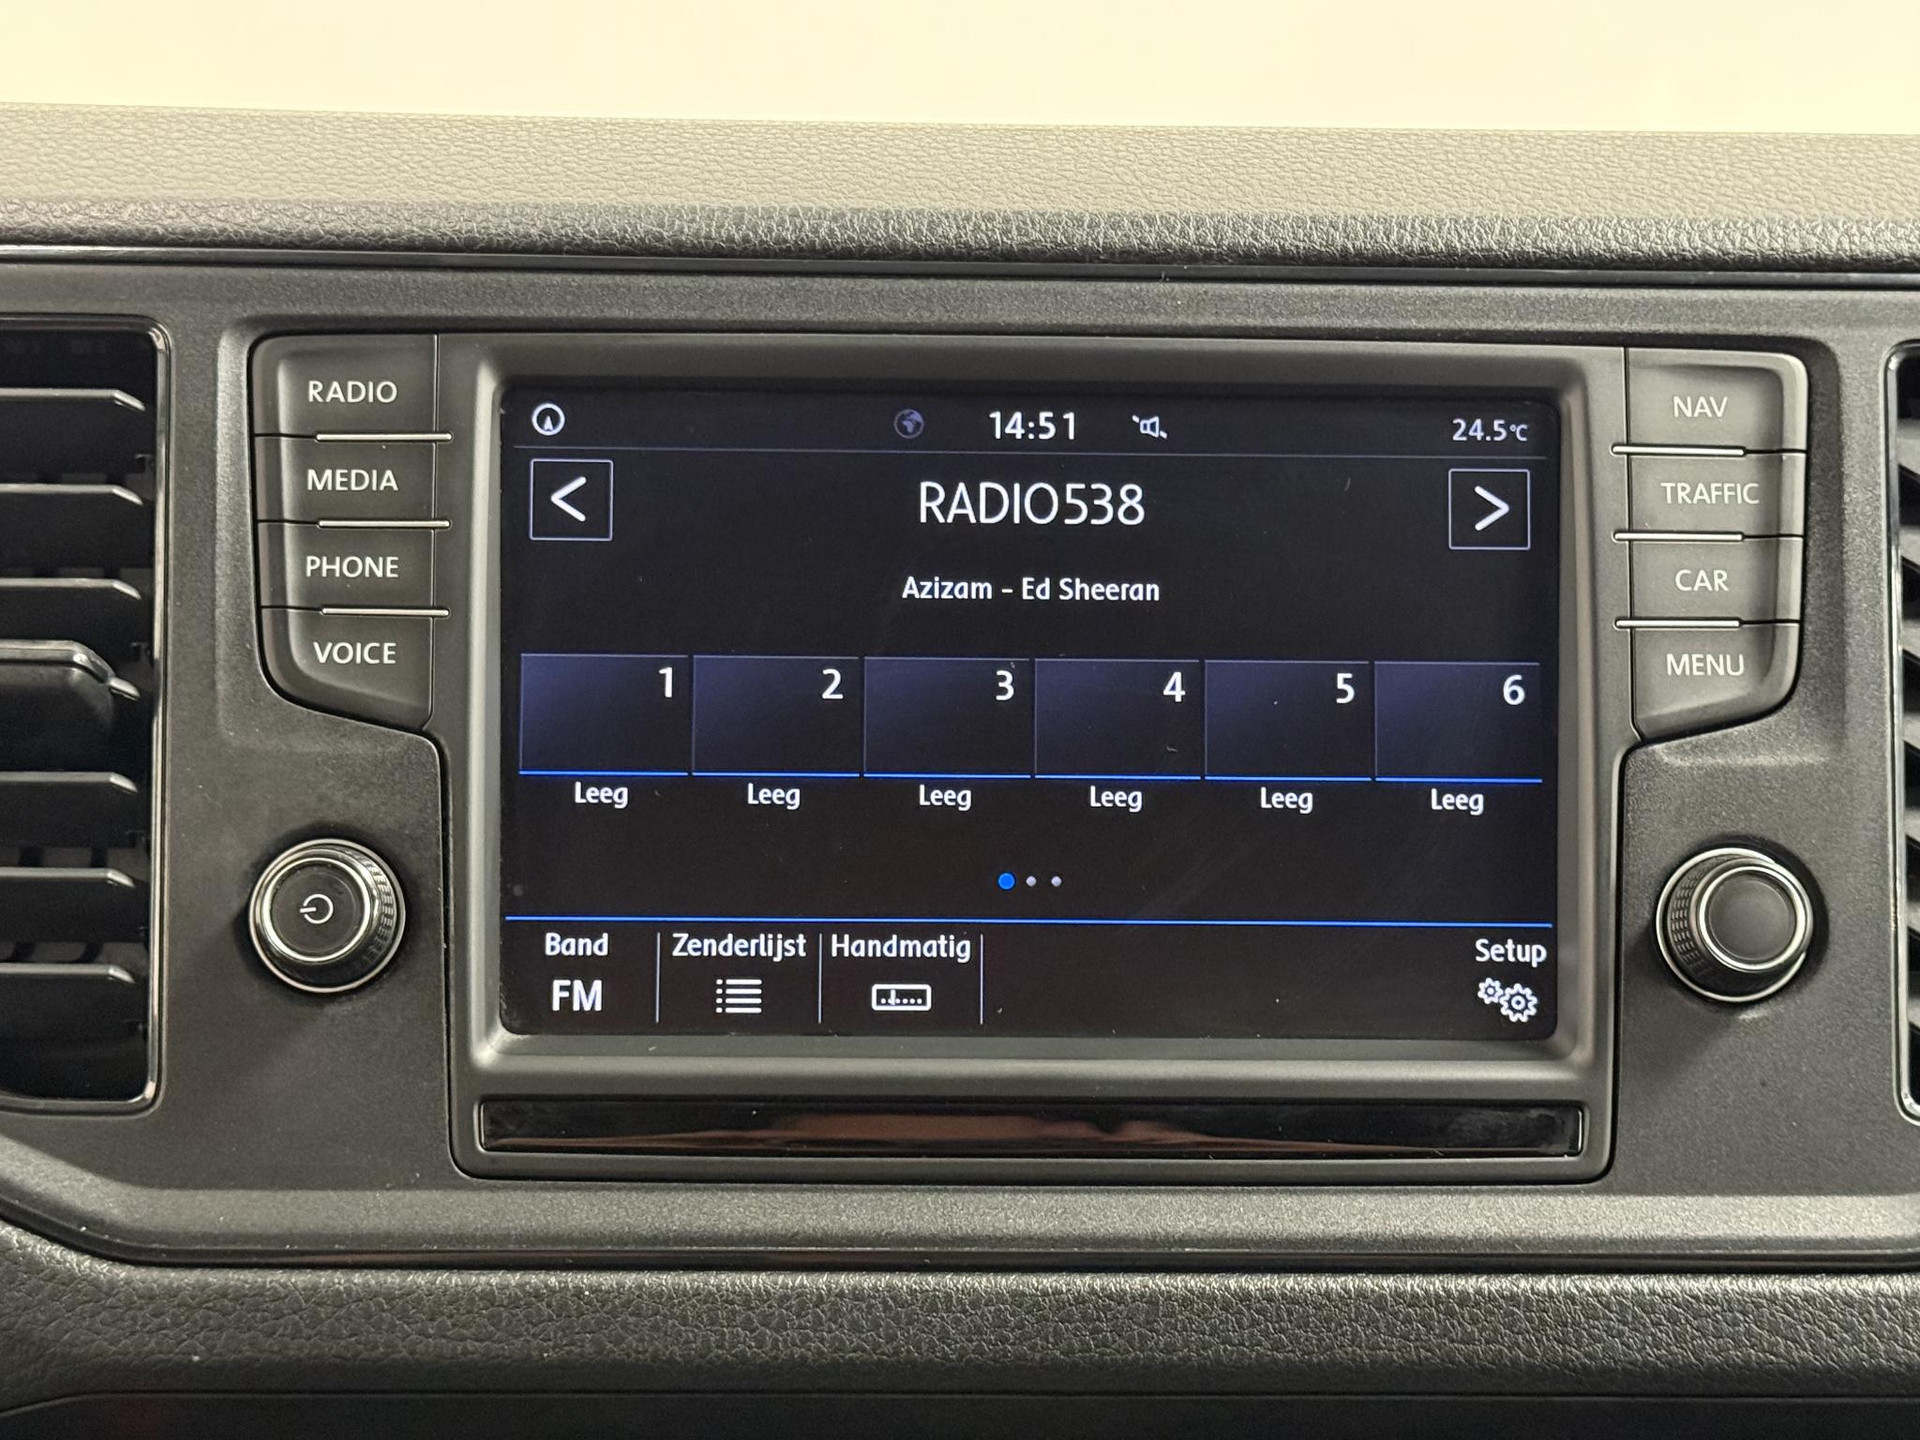 RADIO
MEDIA
PHONE
VOICE
14:51
24.5°C
<
RADIO538
>
Azizam - Ed Sheeran
1 2 3 4 5 6
Leeg Leeg Leeg Leeg Leeg Leeg
Band Zenderlijst Handmatig Setup
FM
NAV
TRAFFIC
CAR
MENU